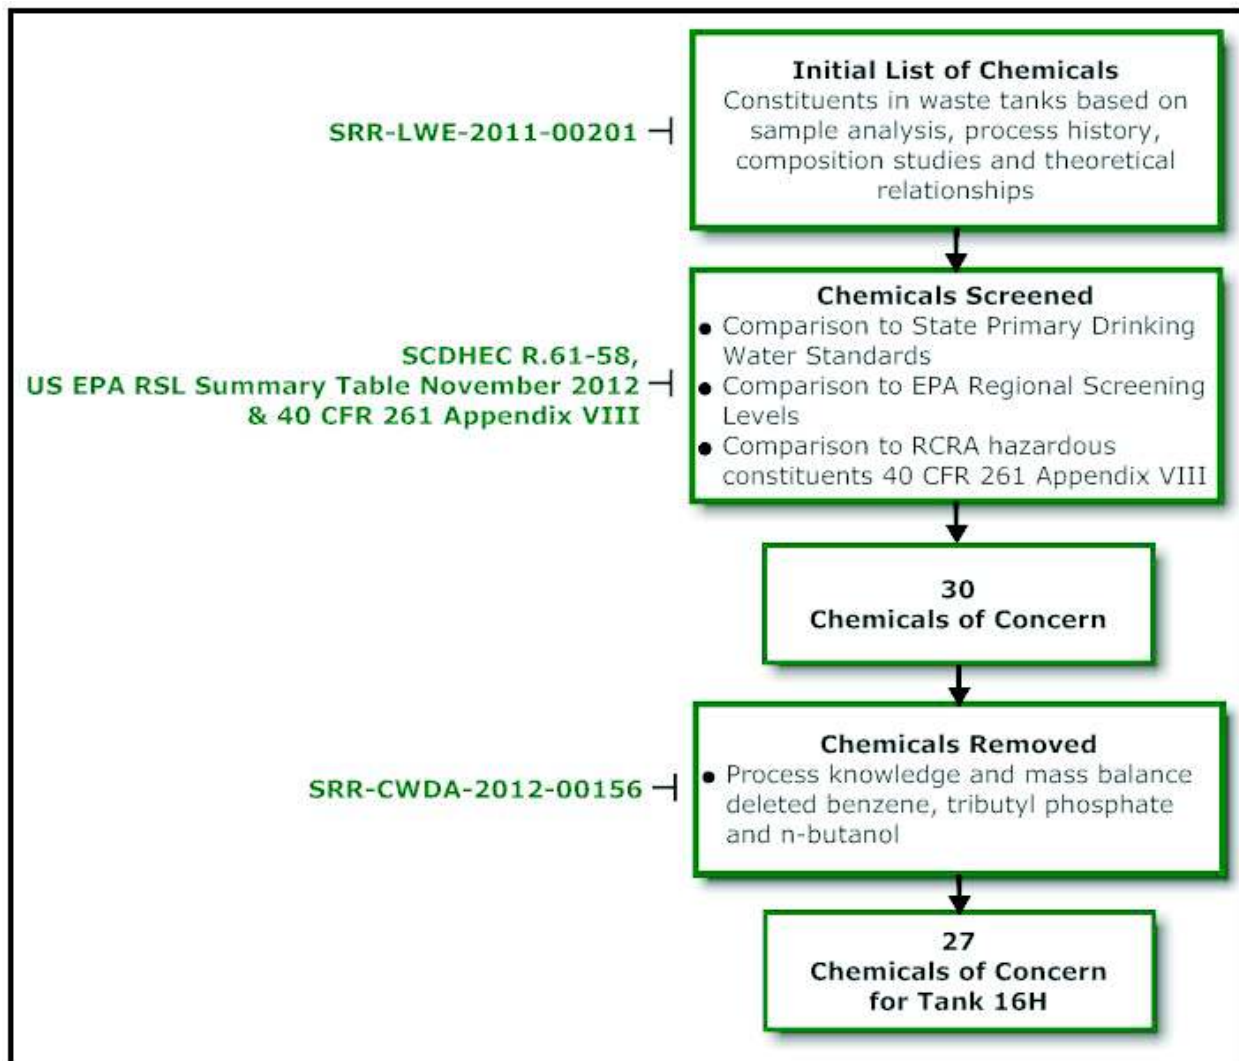 Initial List of Chemicals
Constituents in waste tanks based on
sample analysis, process history,
composition studies and theoretical
relationships
SRR-LWE-2011-00201
Chemicals Screened
• Comparison to State Primary Drinking
Water Standards
• Comparison to EPA Regional Screening
Levels
• Comparison to RCRA hazardous
constituents 40 CFR 261 Appendix VIII
SCDHEC R.61-58,
US EPA RSL Summary Table November 2012
& 40 CFR 261 Appendix VIII
30
Chemicals of Concern
Chemicals Removed
• Process knowledge and mass balance
deleted benzene, tributyl phosphate
and n-butanol
SRR-CWDA-2012-00156
27
Chemicals of Concern
for Tank 16H